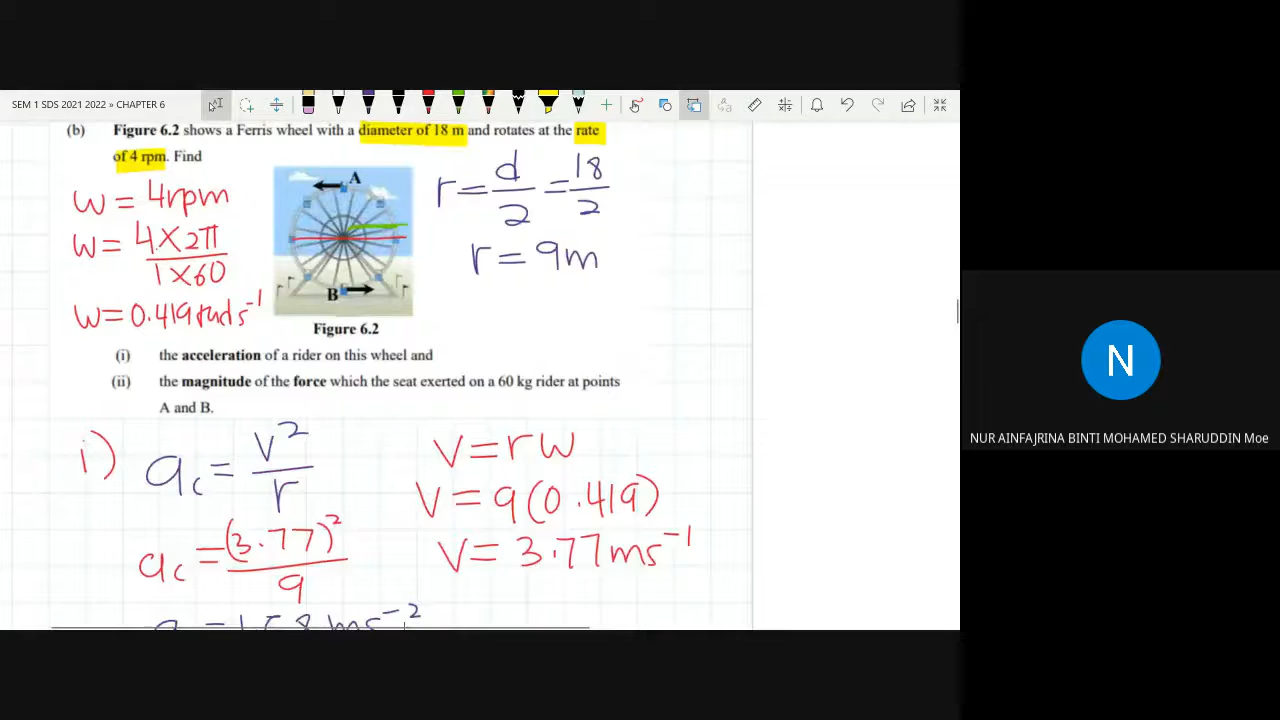 SEM 1 SDS 2021 2022 » CHAPTER 6
(b) Figure 6.2 shows a Ferris wheel with a diameter of 18 m and rotates at the rate
of 4 rpm. Find
ω = 4rpm
ω = 4 × 2π / 1 × 60
ω = 0.419 rad s⁻¹
A
B
r = d/2 = 18/2
r = 9m
Figure 6.2
(i) the acceleration of a rider on this wheel and
(ii) the magnitude of the force which the seat exerted on a 60 kg rider at points
A and B.
i) ac = v²/r
ac = (3.77)²/9
v = rω
v = 9(0.419)
v = 3.77 ms⁻¹
N
NUR AINFAJRINA BINTI MOHAMED SHARUDDIN Moe